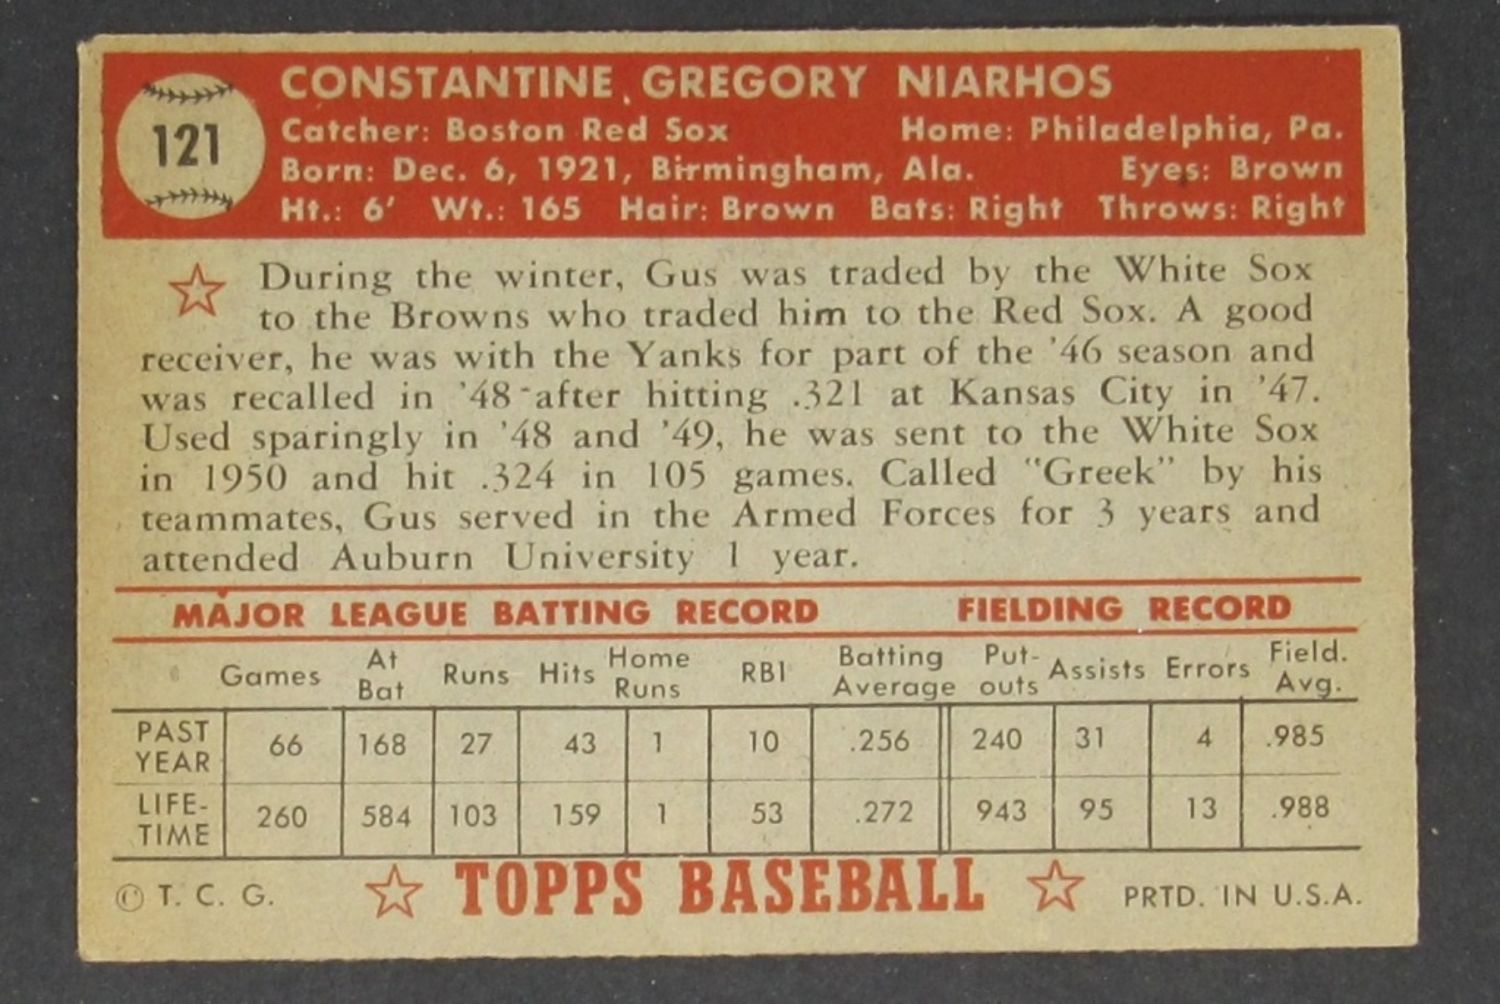 121
CONSTANTINE GREGORY NIARHOS
Catcher: Boston Red Sox Home: Philadelphia, Pa.
Born: Dec. 6, 1921, Birmingham, Ala. Eyes: Brown
Ht.: 6' Wt.: 165 Hair: Brown Bats: Right Throws: Right
During the winter, Gus was traded by the White Sox
to the Browns who traded him to the Red Sox. A good
receiver, he was with the Yanks for part of the '46 season and
was recalled in '48 after hitting .321 at Kansas City in '47.
Used sparingly in '48 and '49, he was sent to the White Sox
in 1950 and hit .324 in 105 games. Called "Greek" by his
teammates, Gus served in the Armed Forces for 3 years and
attended Auburn University 1 year.
MAJOR LEAGUE BATTING RECORD FIELDING RECORD
Games At Bat Runs Hits Home Runs RBI Batting Average Put-outs Assists Errors Field. Avg.
PAST YEAR 66 168 27 43 1 10 .256 240 31 4 .985
LIFE-TIME 260 584 103 159 1 53 .272 943 95 13 .988
© T. C. G. TOPPS BASEBALL PRTD. IN U.S.A.